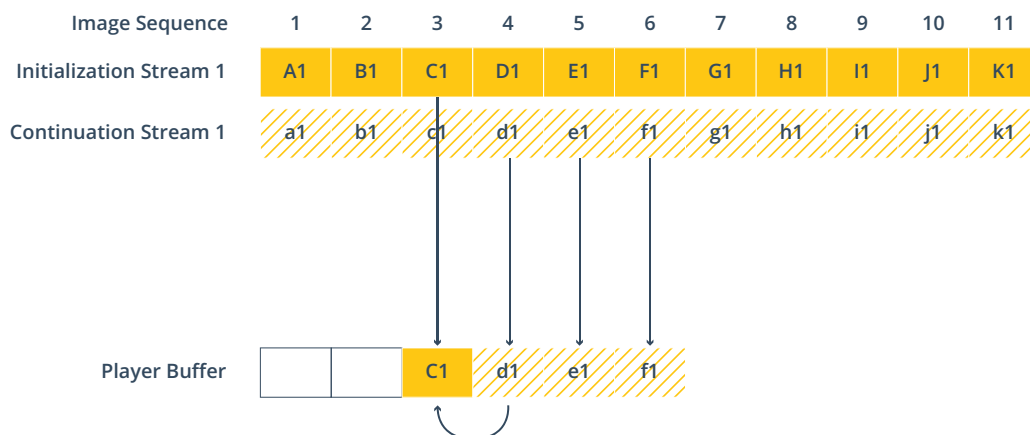 Image Sequence 1 2 3 4 5 6 7 8 9 10 11
Initialization Stream 1 A1 B1 C1 D1 E1 F1 G1 H1 I1 J1 K1
Continuation Stream 1 a1 b1 c1 d1 e1 f1 g1 h1 i1 j1 k1
Player Buffer C1 d1 e1 f1